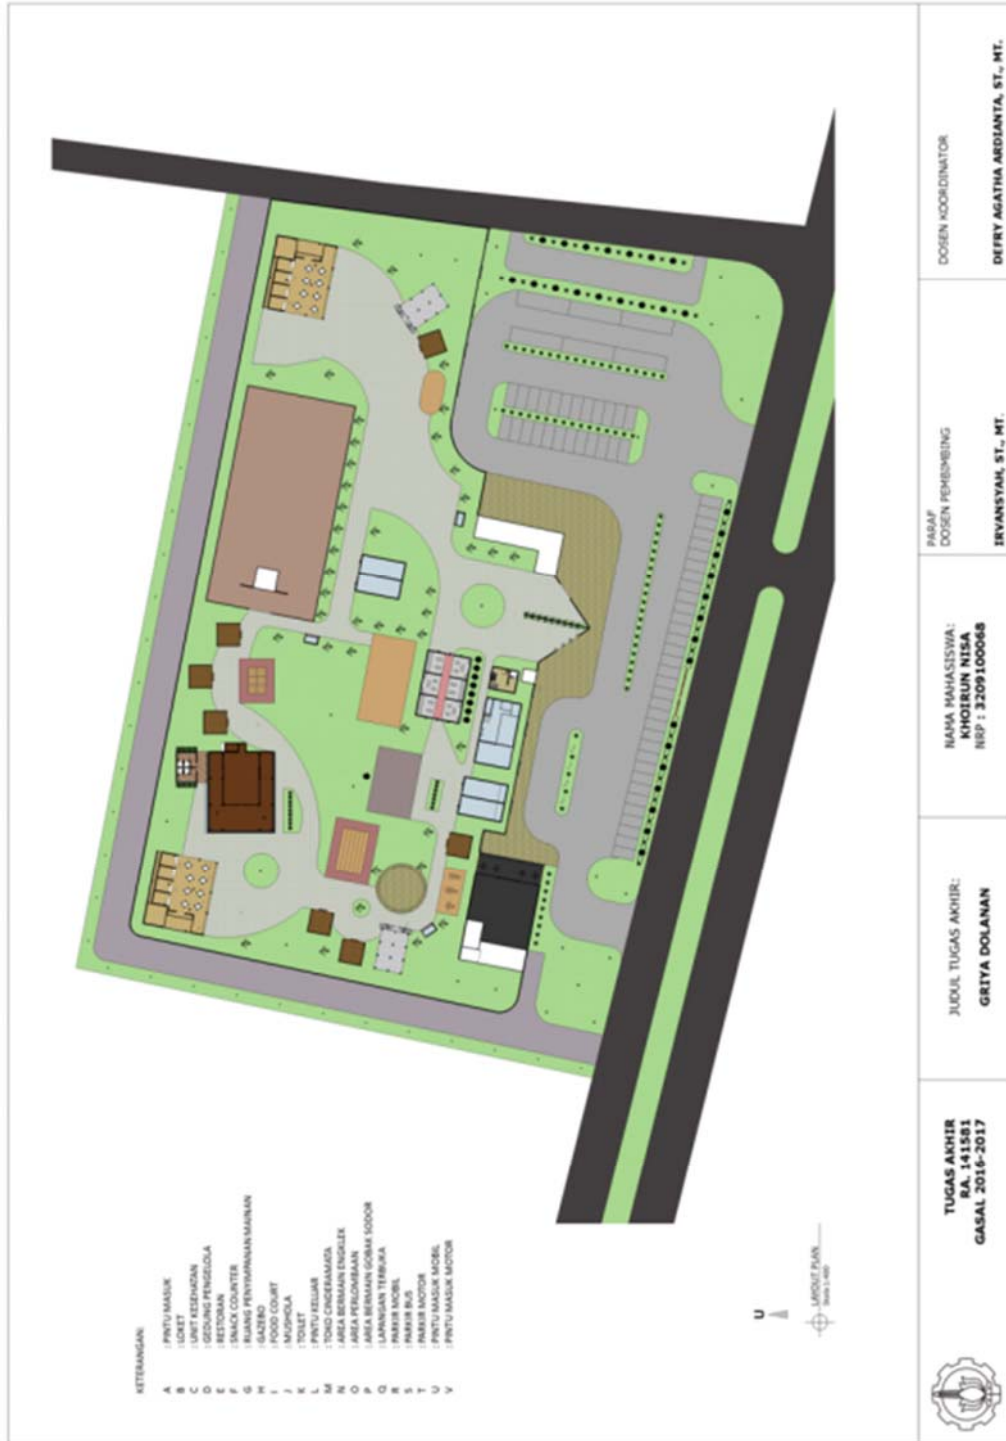 KETERANGAN:
A : PINTU MASUK
B : LOKET
C : UNIT KESEHATAN
D : GEDUNG PENGELOLA
E : RESTORAN
F : SNACK COUNTER
G : RUANG PENYIMPANAN MAINAN
H : GAZEBO
I : FOOD COURT
J : MUSHOLA
K : TOILET
L : PINTU KELUAR
M : TOKO CINDERAMATA
N : AREA BERMAIN ENGKLEK
O : AREA PERLOMBAAN
P : AREA BERMAIN GOBAK SODOR
Q : LAPANGAN TERBUKA
R : PARKIR MOBIL
S : PARKIR BUS
T : PARKIR MOTOR
U : PINTU MASUK MOBIL
V : PINTU MASUK MOTOR
U
LAYOUT PLAN
TUGAS AKHIR
RA. 141581
GASAL 2016-2017
JUDUL TUGAS AKHIR:
GRIYA DOLANAN
NAMA MAHASISWA:
KHOIRUN NISA
NRP : 3209100068
PARAF
DOSEN PEMBIMBING
IRVANSYAH, ST., MT.
DOSEN KOORDINATOR
DEFRY AGATHA ARDIANTA, ST., MT.